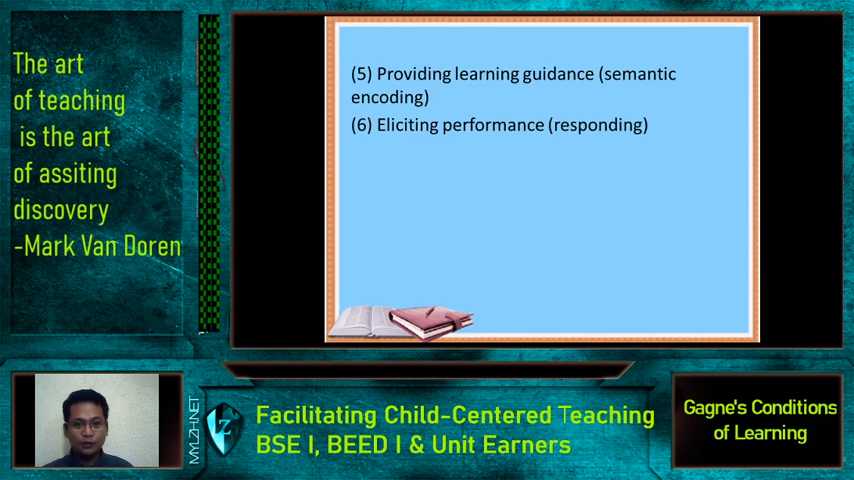 The art
of teaching
is the art
of assiting
discovery
-Mark Van Doren
(5) Providing learning guidance (semantic
encoding)
(6) Eliciting performance (responding)
MYLZH.NET
Z
Facilitating Child-Centered Teaching
BSE I, BEED I & Unit Earners
Gagne's Conditions
of Learning